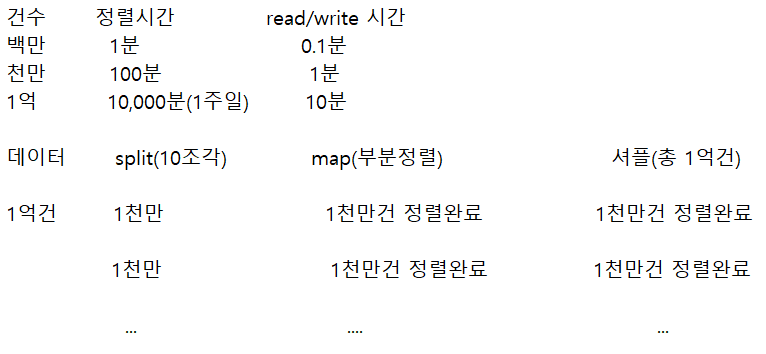 건수 정렬시간 read/write 시간
백만 1분 0.1분
천만 100분 1분
1억 10,000분(1주일) 10분
데이터 split(10조각) map(부분정렬) 셔플(총 1억건)
1억건 1천만 1천만건 정렬완료 1천만건 정렬완료
1천만 1천만건 정렬완료 1천만건 정렬완료
... .... ...